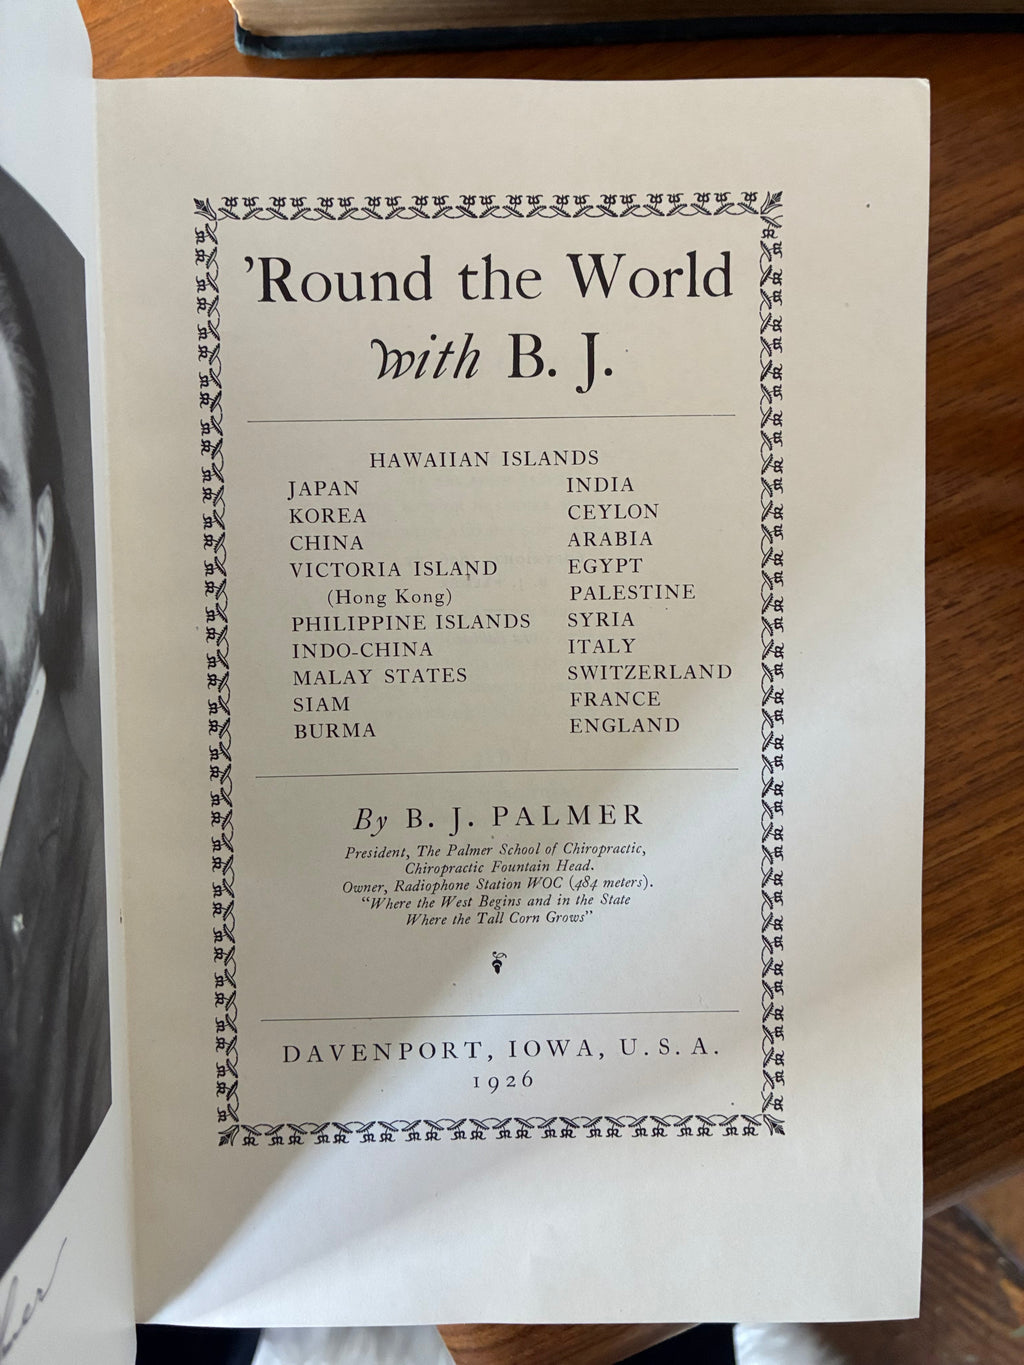 'Round the World
with B. J.
HAWAIIAN ISLANDS
JAPAN
KOREA
CHINA
VICTORIA ISLAND
(Hong Kong)
PHILIPPINE ISLANDS
INDO-CHINA
MALAY STATES
SIAM
BURMA
INDIA
CEYLON
ARABIA
EGYPT
PALESTINE
SYRIA
ITALY
SWITZERLAND
FRANCE
ENGLAND
By B. J. PALMER
President, The Palmer School of Chiropractic,
Chiropractic Fountain Head.
Owner, Radiophone Station WOC (484 meters).
"Where the West Begins and in the State
Where the Tall Corn Grows"
DAVENPORT, IOWA, U. S. A.
1926